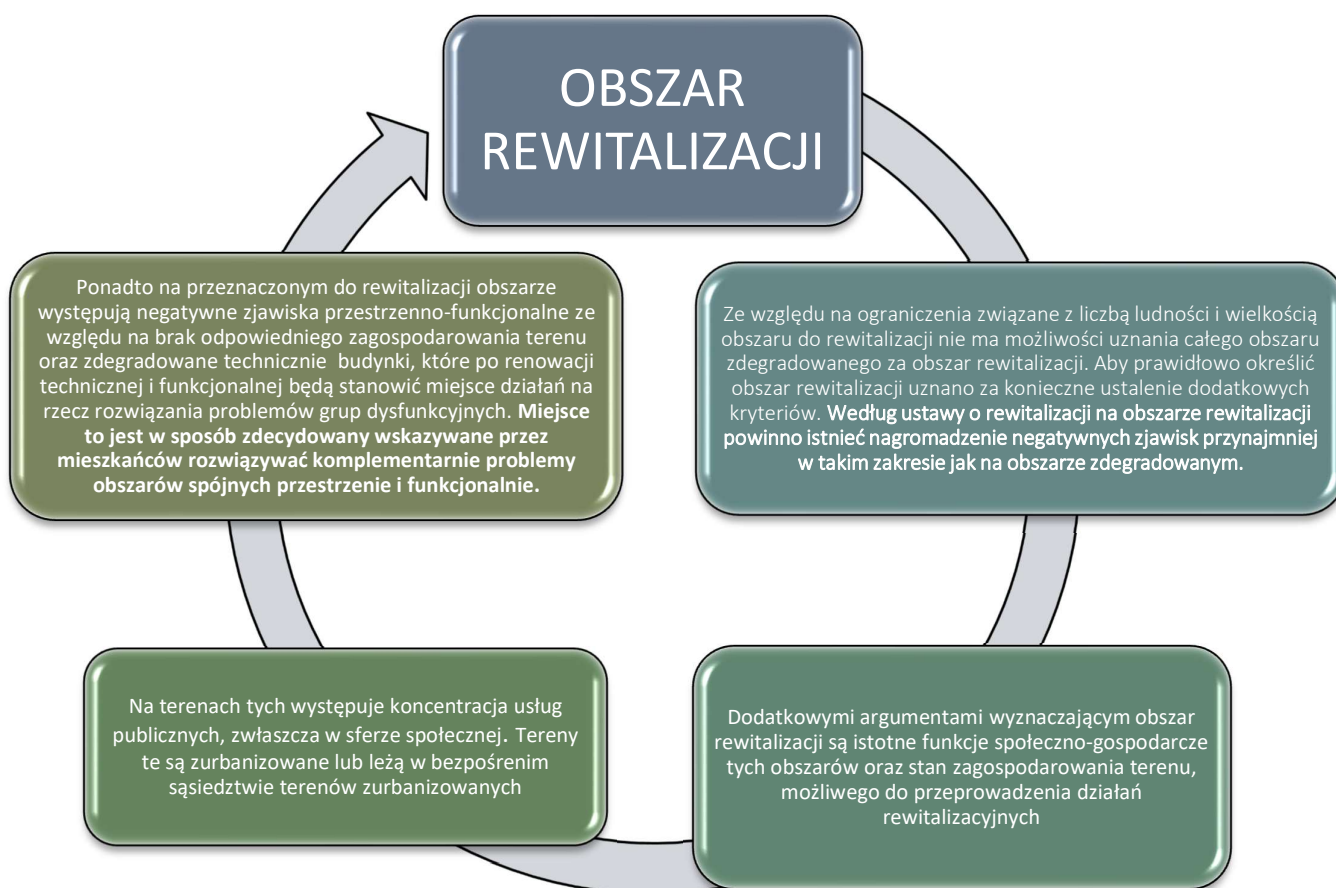 OBSZAR
REWITALIZACJI
Ze względu na ograniczenia związane z liczbą ludności i wielkością
obszaru do rewitalizacji nie ma możliwości uznania całego obszaru
zdegradowanego za obszar rewitalizacji. Aby prawidłowo określić
obszar rewitalizacji uznano za konieczne ustalenie dodatkowych
kryteriów. Według ustawy o rewitalizacji na obszarze rewitalizacji
powinno istnieć nagromadzenie negatywnych zjawisk przynajmniej
w takim zakresie jak na obszarze zdegradowanym.
Dodatkowymi argumentami wyznaczającym obszar
rewitalizacji są istotne funkcje społeczno-gospodarcze
tych obszarów oraz stan zagospodarowania terenu,
możliwego do przeprowadzenia działań
rewitalizacyjnych
Na terenach tych występuje koncentracja usług
publicznych, zwłaszcza w sferze społecznej. Tereny
te są zurbanizowane lub leżą w bezpośrenim
sąsiedztwie terenów zurbanizowanych
Ponadto na przeznaczonym do rewitalizacji obszarze
występują negatywne zjawiska przestrzenno-funkcjonalne ze
względu na brak odpowiedniego zagospodarowania terenu
oraz zdegradowane technicznie budynki, które po renowacji
technicznej i funkcjonalnej będą stanowić miejsce działań na
rzecz rozwiązania problemów grup dysfunkcyjnych. Miejsce
to jest w sposób zdecydowany wskazywane przez
mieszkańców rozwiązywać komplementarnie problemy
obszarów spójnych przestrzenie i funkcjonalnie.